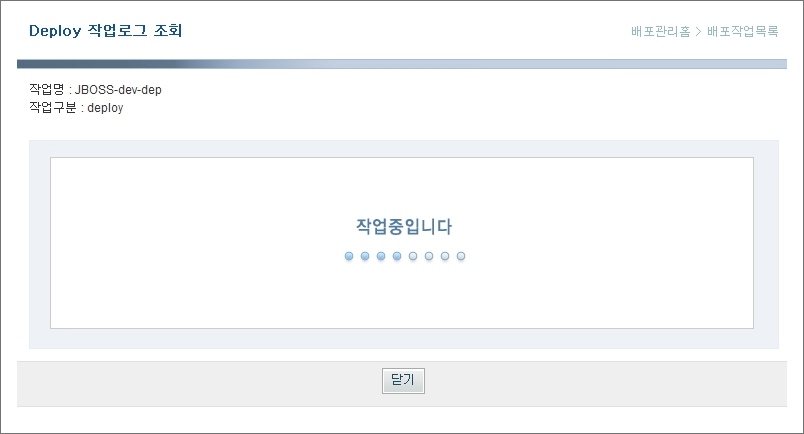 Deploy 작업로그 조회
배포관리홈 > 배포작업목록
작업명 : JBOSS-dev-dep
작업구분 : deploy
작업중입니다
닫기